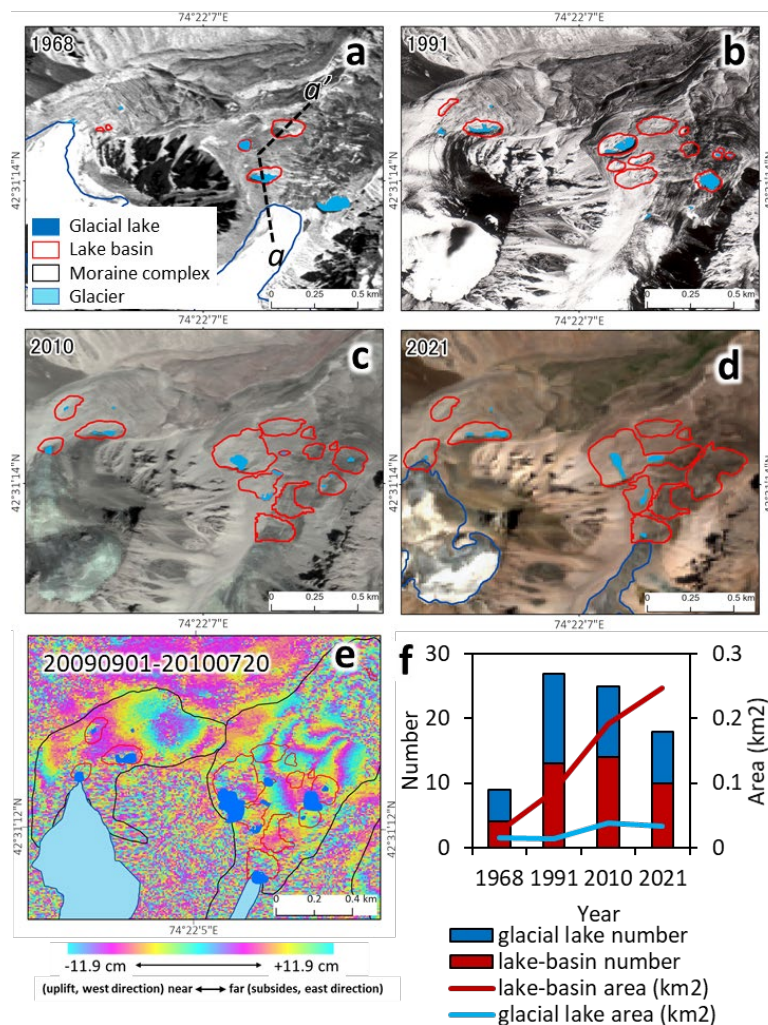 74°22'7"E
74°22'7"E
1968
a
1991
b
a'
a
42°31'14"N
42°31'14"N
Glacial lake
Lake basin
Moraine complex
Glacier
0 0.25 0.5 km
0 0.25 0.5 km
74°22'7"E
74°22'7"E
2010
c
2021
d
42°31'14"N
42°31'14"N
0 0.25 0.5 km
0 0.25 0.5 km
74°22'7"E
74°22'7"E
20090901-20100720
e
42°31'12"N
42°31'12"N
0 0.2 0.4 km
74°22'5"E
-11.9 cm +11.9 cm
(uplift, west direction) near far (subsides, east direction)
f
30 0.3
20 0.2
10 0.1
0 0
Number
Area (km2)
1968 1991 2010 2021
Year
glacial lake number
lake-basin number
lake-basin area (km2)
glacial lake area (km2)